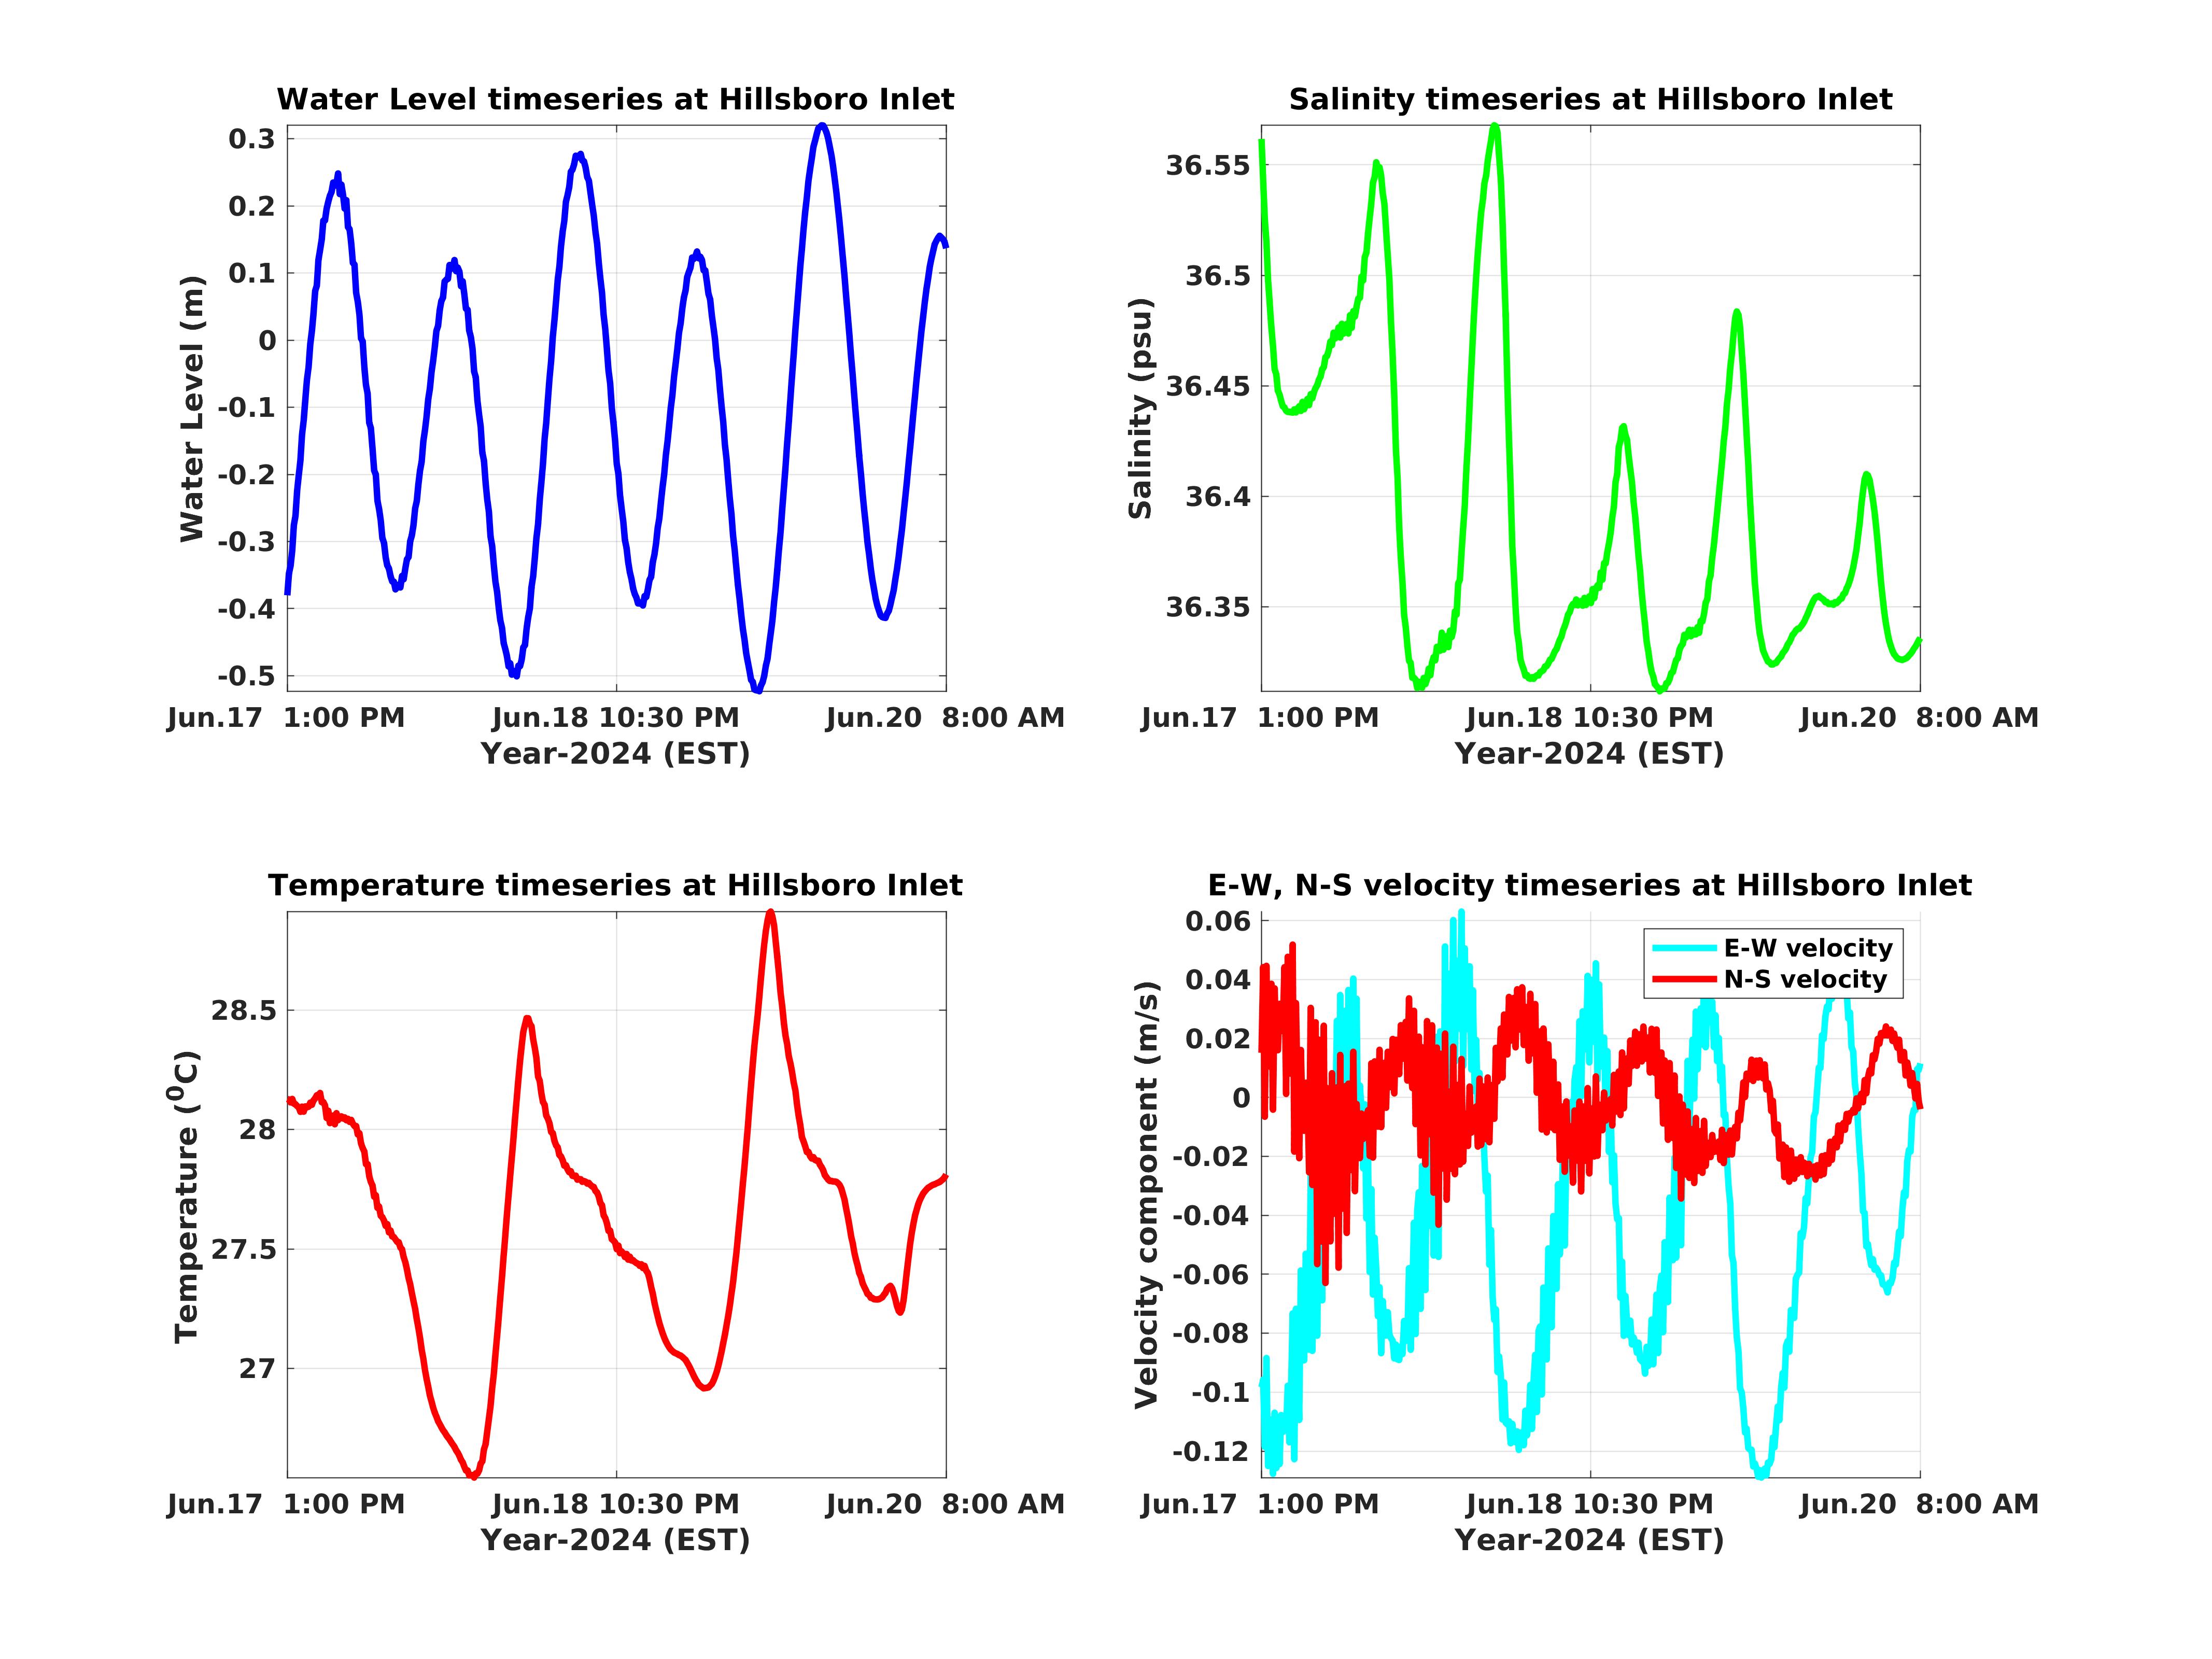 Water Level timeseries at Hillsboro Inlet
Water Level (m)
0.3
0.2
0.1
0
-0.1
-0.2
-0.3
-0.4
-0.5
Jun.17 1:00 PM
Jun.18 10:30 PM
Jun.20 8:00 AM
Year-2024 (EST)
Salinity timeseries at Hillsboro Inlet
Salinity (psu)
36.55
36.5
36.45
36.4
36.35
Jun.17 1:00 PM
Jun.18 10:30 PM
Jun.20 8:00 AM
Year-2024 (EST)
Temperature timeseries at Hillsboro Inlet
Temperature (⁰C)
28.5
28
27.5
27
Jun.17 1:00 PM
Jun.18 10:30 PM
Jun.20 8:00 AM
Year-2024 (EST)
E-W, N-S velocity timeseries at Hillsboro Inlet
Velocity component (m/s)
0.06
0.04
0.02
0
-0.02
-0.04
-0.06
-0.08
-0.1
-0.12
E-W velocity
N-S velocity
Jun.17 1:00 PM
Jun.18 10:30 PM
Jun.20 8:00 AM
Year-2024 (EST)